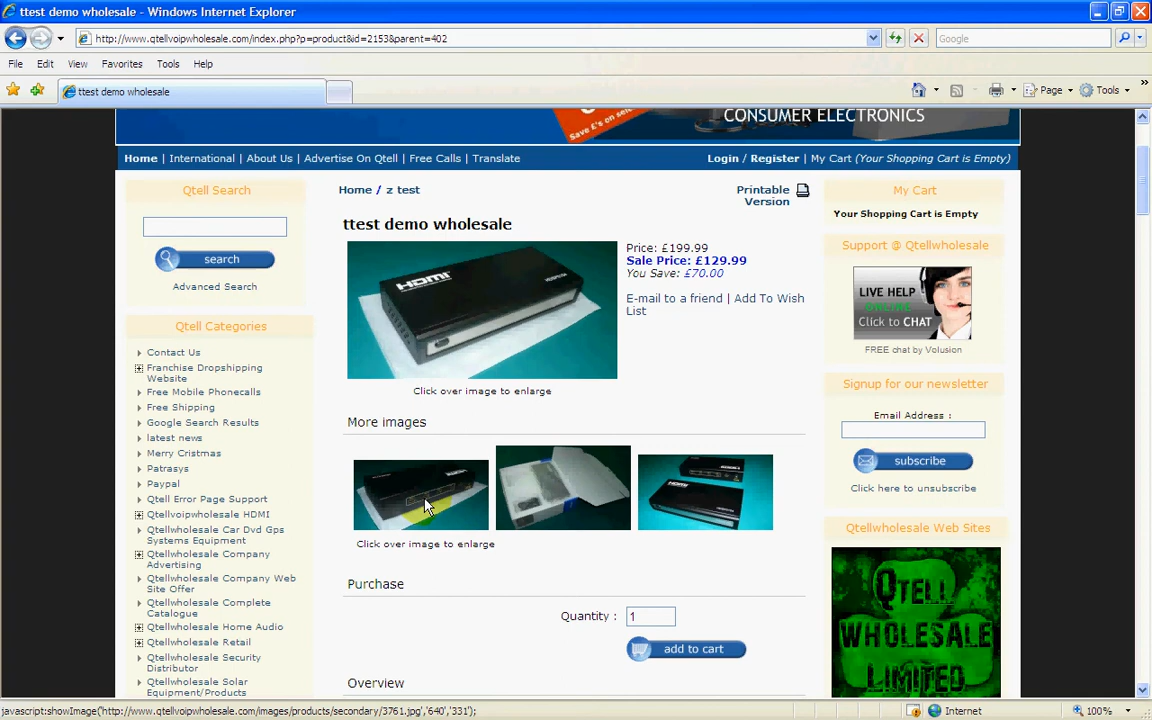 ttest demo wholesale - Windows Internet Explorer
http://www.qtellvoipwholesale.com/index.php?p=product&id=2153&parent=402
Google
File Edit View Favorites Tools Help
ttest demo wholesale
Page Tools
Save £'s on
CONSUMER ELECTRONICS
Home | International | About Us | Advertise On Qtell | Free Calls | Translate
Login / Register | My Cart (Your Shopping Cart is Empty)
Qtell Search
search
Advanced Search
Qtell Categories
Contact Us
Franchise Dropshipping
Website
Free Mobile Phonecalls
Free Shipping
Google Search Results
latest news
Merry Cristmas
Patrasys
Paypal
Qtell Error Page Support
Qtellvoipwholesale HDMI
Qtellwholesale Car Dvd Gps
Systems Equipment
Qtellwholesale Company
Advertising
Qtellwholesale Company Web
Site Offer
Qtellwholesale Complete
Catalogue
Qtellwholesale Home Audio
Qtellwholesale Retail
Qtellwholesale Security
Distributor
Qtellwholesale Solar
Equipment/Products
Home / z test
Printable
Version
ttest demo wholesale
HDMI
Price: £199.99
Sale Price: £129.99
You Save: £70.00
E-mail to a friend | Add To Wish
List
Click over image to enlarge
More images
HDMI
Click over image to enlarge
Purchase
Quantity : 1
add to cart
Overview
My Cart
Your Shopping Cart is Empty
Support @ Qtellwholesale
LIVE HELP
ONLINE
Click to CHAT
FREE chat by Volusion
Signup for our newsletter
Email Address :
subscribe
Click here to unsubscribe
Qtellwholesale Web Sites
QTELL
WHOLESALE
LIMITED
javascript:showImage('http://www.qtellvoipwholesale.com/images/products/secondary/3761.jpg','640','331');
Internet
100%